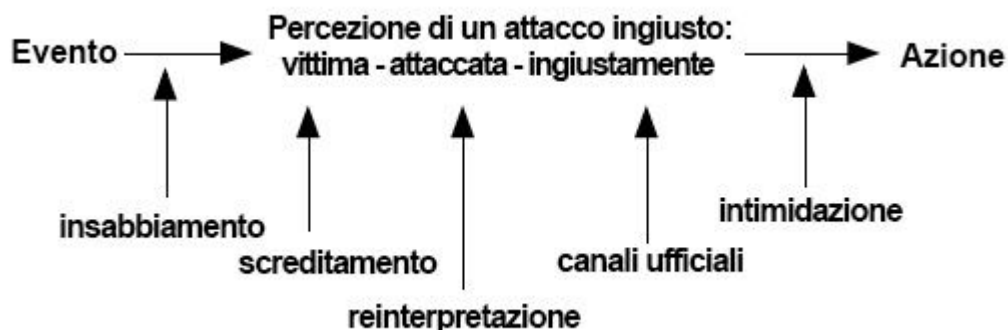 Evento
Percezione di un attacco ingiusto:
vittima - attaccata - ingiustamente
Azione
insabbiamento
screditamento
reinterpretazione
canali ufficiali
intimidazione